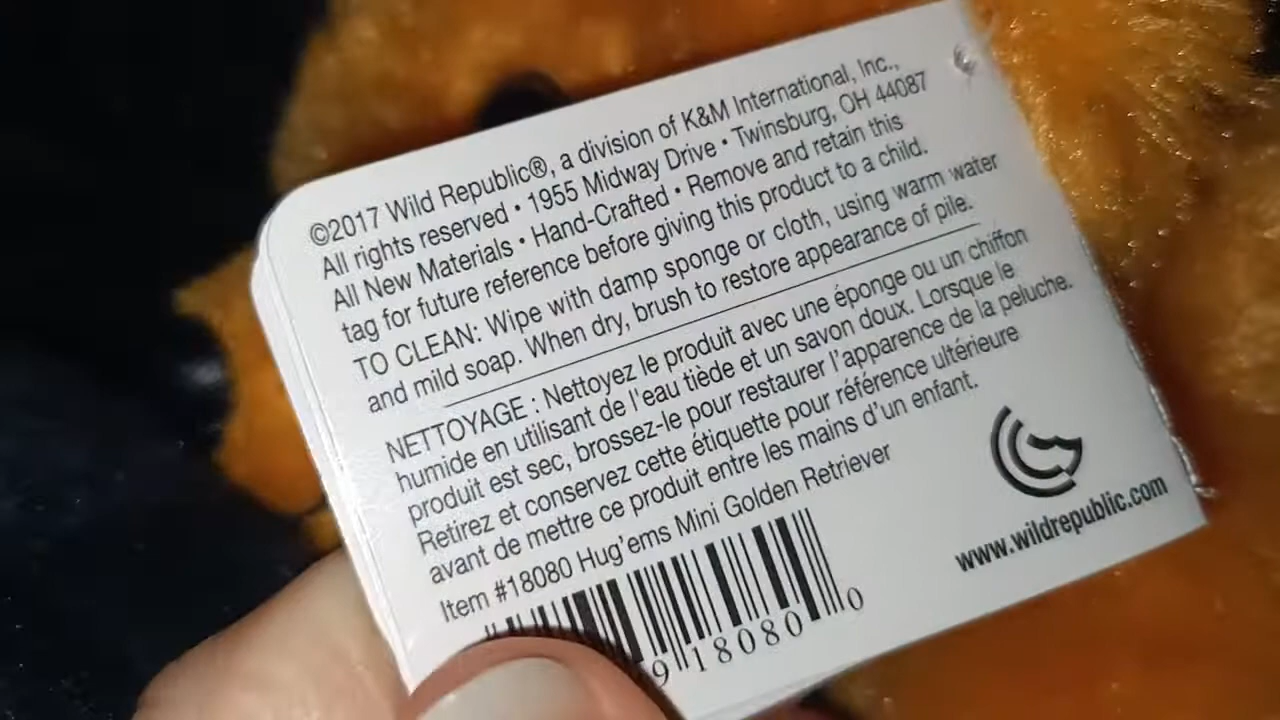 ©2017 Wild Republic®, a division of K&M International, Inc.,
All rights reserved • 1955 Midway Drive • Twinsburg, OH 44087
All New Materials • Hand-Crafted • Remove and retain this
tag for future reference before giving this product to a child.
TO CLEAN: Wipe with damp sponge or cloth, using warm water
and mild soap. When dry, brush to restore appearance of pile.
NETTOYAGE : Nettoyez le produit avec une éponge ou un chiffon
humide en utilisant de l'eau tiède et un savon doux. Lorsque le
produit est sec, brossez-le pour restaurer l'apparence de la peluche.
Retirez et conservez cette étiquette pour référence ultérieure
avant de mettre ce produit entre les mains d'un enfant.
Item #18080 Hug'ems Mini Golden Retriever
www.wildrepublic.com
9 18080 0